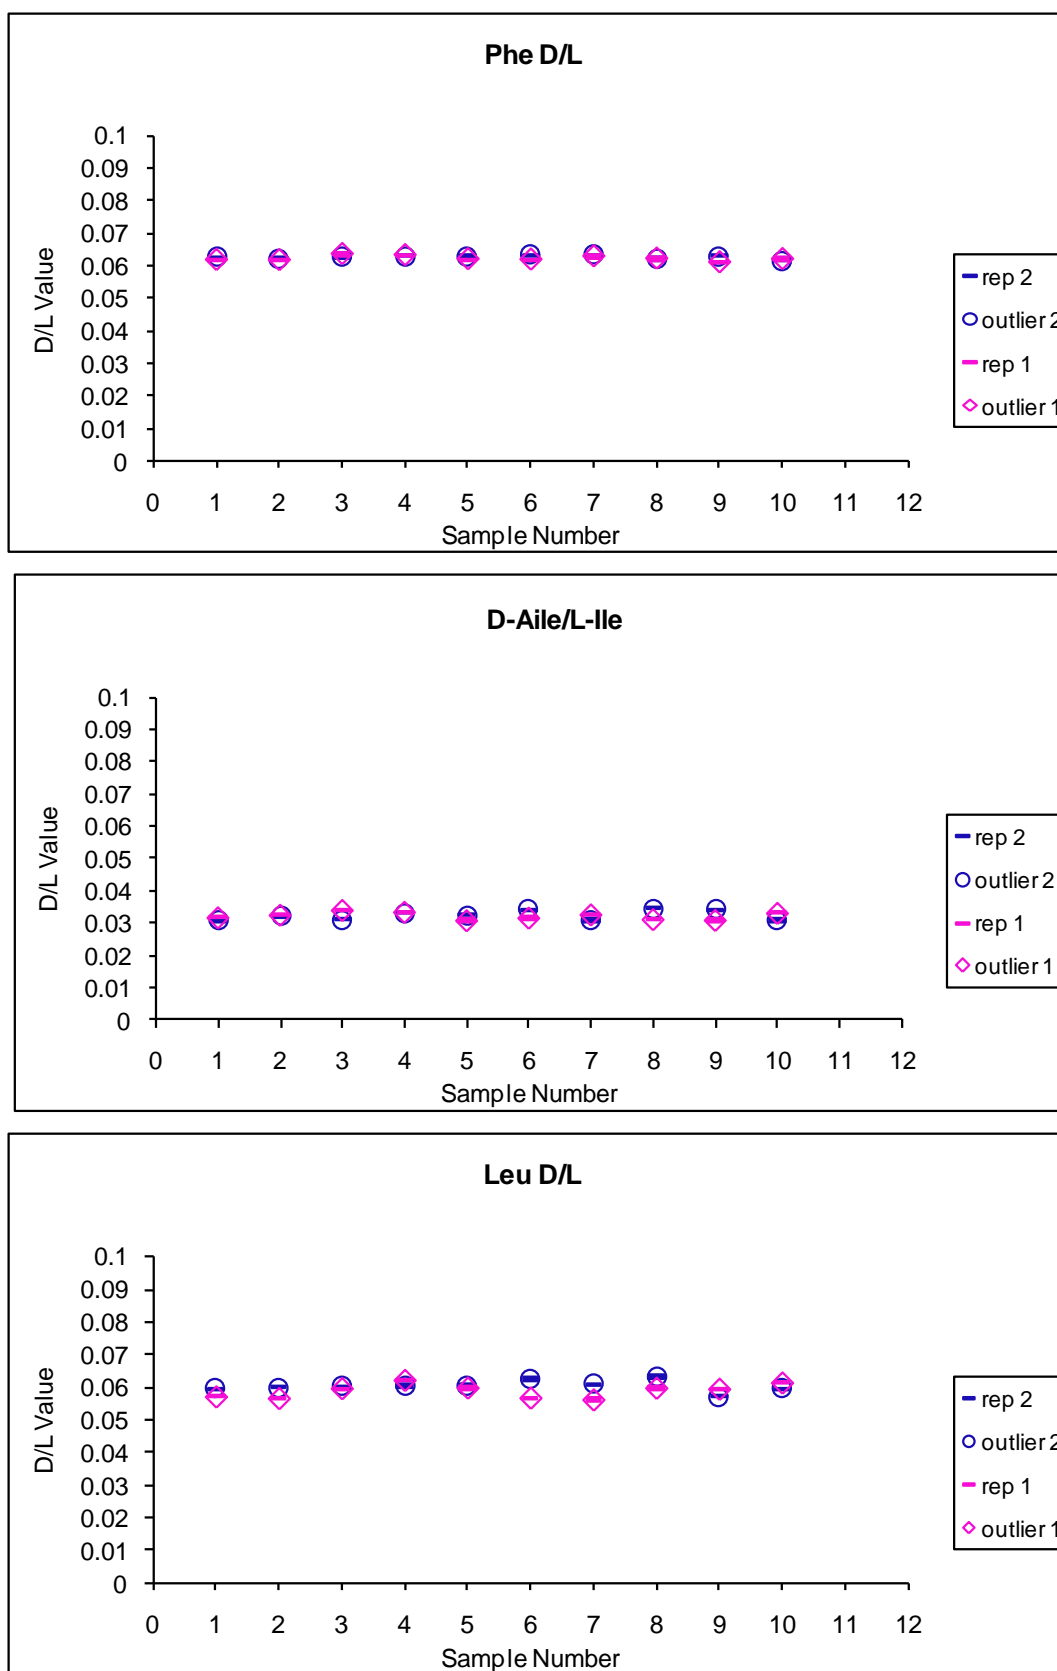 Phe D/L
0.1
0.09
0.08
0.07
0.06
0.05
0.04
0.03
0.02
0.01
0
D/L Value
0 1 2 3 4 5 6 7 8 9 10 11 12
Sample Number
rep 2
outlier 2
rep 1
outlier 1
D-Aile/L-Ile
0.1
0.09
0.08
0.07
0.06
0.05
0.04
0.03
0.02
0.01
0
D/L Value
0 1 2 3 4 5 6 7 8 9 10 11 12
Sample Number
rep 2
outlier 2
rep 1
outlier 1
Leu D/L
0.1
0.09
0.08
0.07
0.06
0.05
0.04
0.03
0.02
0.01
0
D/L Value
0 1 2 3 4 5 6 7 8 9 10 11 12
Sample Number
rep 2
outlier 2
rep 1
outlier 1